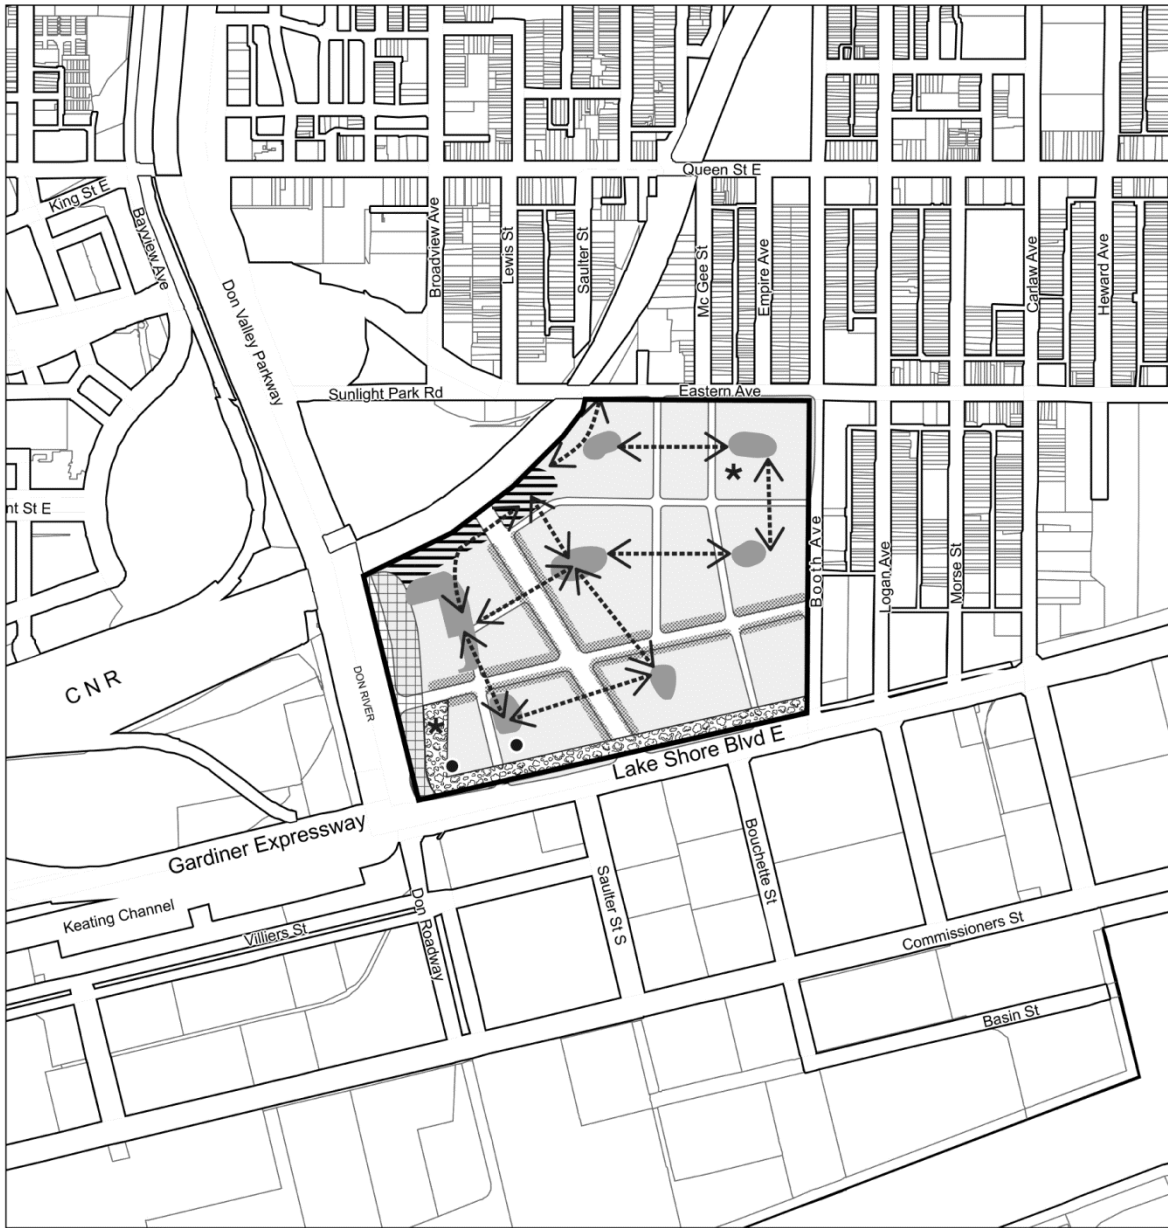 Queen St E
King St E
Bayview Ave
Broadview Ave
Lewis St
Saulter St
Mc Gee St
Empire Ave
Carlaw Ave
Heward Ave
Don Valley Parkway
Sunlight Park Rd
Eastern Ave
nt St E
Booth Ave
Logan Ave
Morse St
CNR
DON RIVER
Lake Shore Blvd E
Gardiner Expressway
Bouchette St
Saulter St S
Keating Channel
Villiers St
Don Roadway
Commissioners St
Basin St